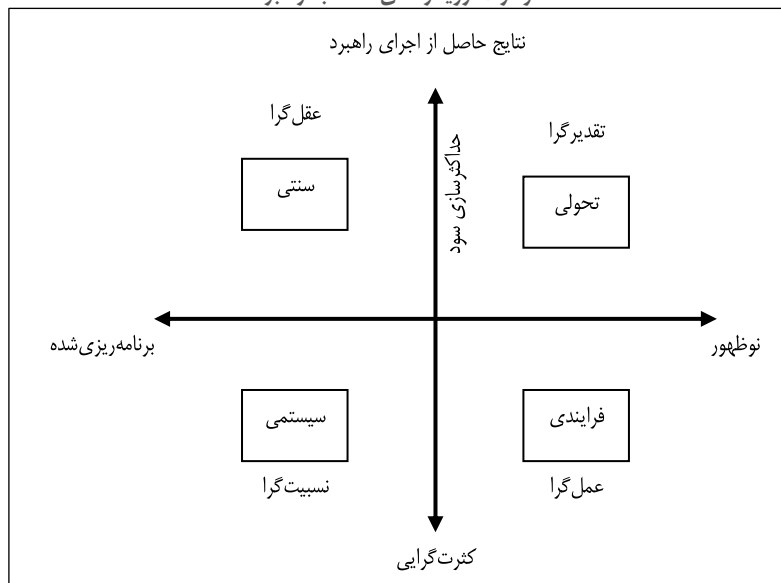 نتایج حاصل از اجرای راهبرد
عقل‌گرا
تقدیرگرا
حداکثرسازی سود
سنتی
تحولی
برنامه‌ریزی‌شده
نوظهور
سیستمی
فرایندی
نسبیت‌گرا
عمل‌گرا
کثرت‌گرایی